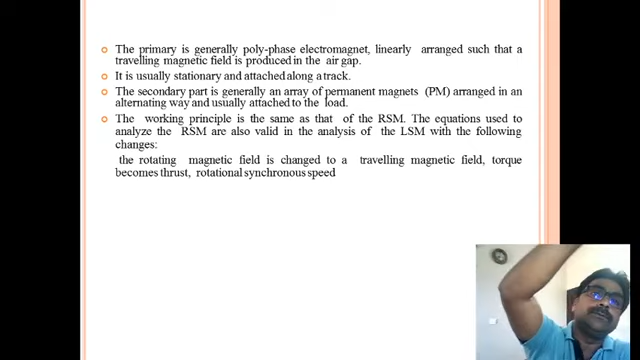 The primary is generally poly-phase electromagnet, linearly arranged such that a
travelling magnetic field is produced in the air gap.
It is usually stationary and attached along a track.
The secondary part is generally an array of permanent magnets (PM) arranged in an
alternating way and usually attached to the load.
The working principle is the same as that of the RSM. The equations used to
analyze the RSM are also valid in the analysis of the LSM with the following
changes:
the rotating magnetic field is changed to a travelling magnetic field, torque
becomes thrust, rotational synchronous speed